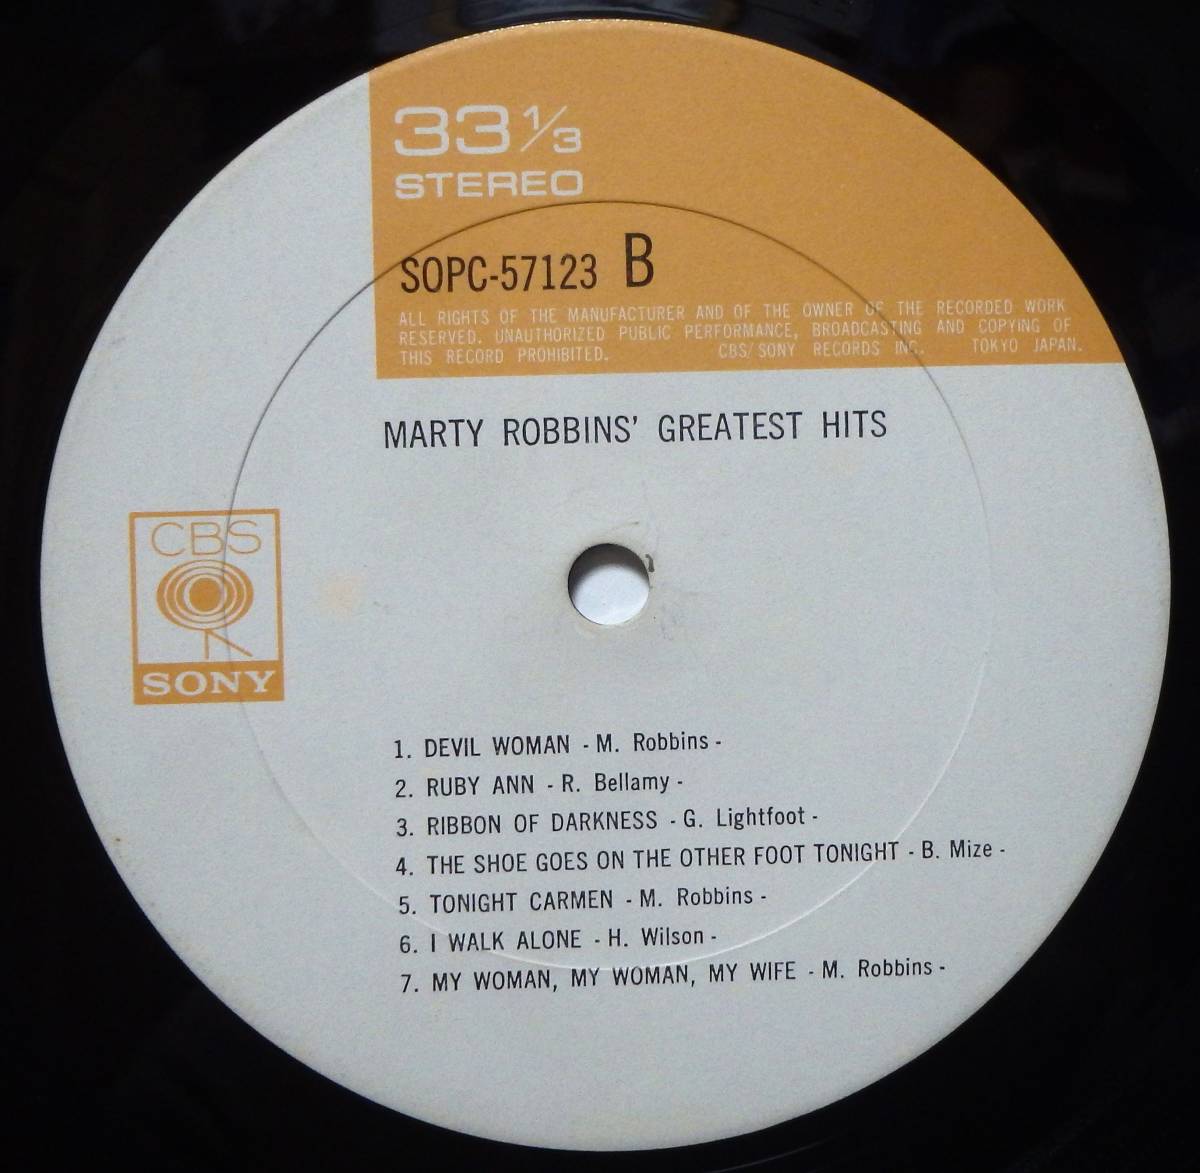 33 1/3
STEREO
SOPC-57123 B
ALL RIGHTS OF THE MANUFACTURER AND OF THE OWNER OF THE RECORDED WORK
RESERVED. UNAUTHORIZED PUBLIC PERFORMANCE, BROADCASTING AND COPYING OF
THIS RECORD PROHIBITED. CBS/SONY RECORDS INC. TOKYO JAPAN.
MARTY ROBBINS' GREATEST HITS
CBS
SONY
1. DEVIL WOMAN - M. Robbins -
2. RUBY ANN - R. Bellamy -
3. RIBBON OF DARKNESS - G. Lightfoot -
4. THE SHOE GOES ON THE OTHER FOOT TONIGHT - B. Mize -
5. TONIGHT CARMEN - M. Robbins -
6. I WALK ALONE - H. Wilson -
7. MY WOMAN, MY WOMAN, MY WIFE - M. Robbins -